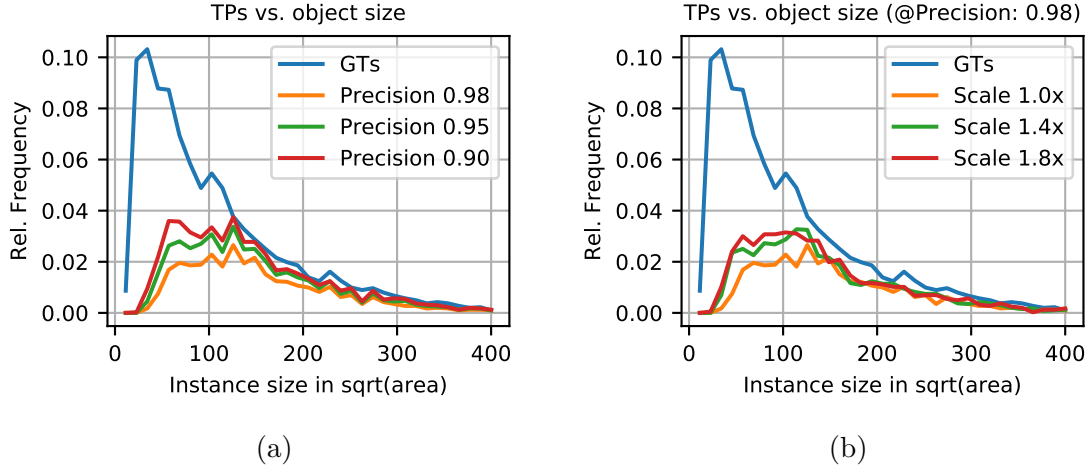 TPs vs. object size
Rel. Frequency
0.10
0.08
0.06
0.04
0.02
0.00
GTs
Precision 0.98
Precision 0.95
Precision 0.90
0 100 200 300 400
Instance size in sqrt(area)
(a)
TPs vs. object size (@Precision: 0.98)
Rel. Frequency
0.10
0.08
0.06
0.04
0.02
0.00
GTs
Scale 1.0x
Scale 1.4x
Scale 1.8x
0 100 200 300 400
Instance size in sqrt(area)
(b)